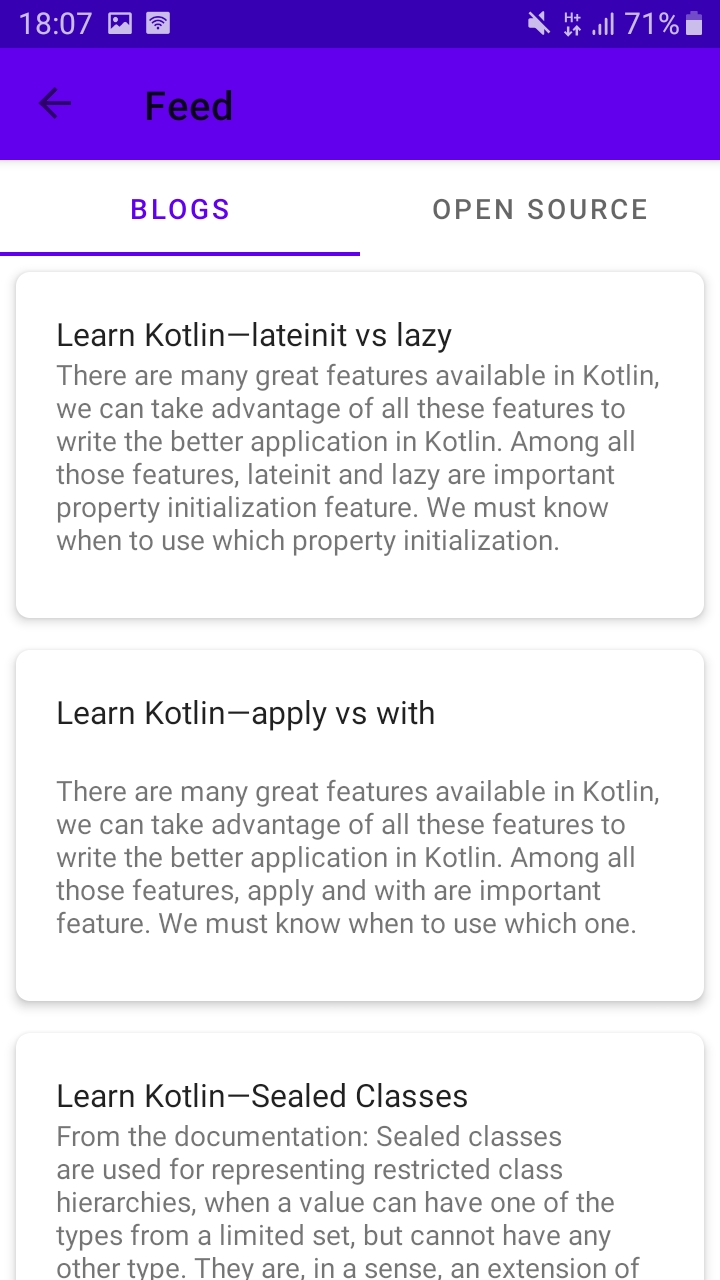 18:07 H+ 71%
Feed
BLOGS OPEN SOURCE
Learn Kotlin—lateinit vs lazy
There are many great features available in Kotlin,
we can take advantage of all these features to
write the better application in Kotlin. Among all
those features, lateinit and lazy are important
property initialization feature. We must know
when to use which property initialization.
Learn Kotlin—apply vs with
There are many great features available in Kotlin,
we can take advantage of all these features to
write the better application in Kotlin. Among all
those features, apply and with are important
feature. We must know when to use which one.
Learn Kotlin—Sealed Classes
From the documentation: Sealed classes
are used for representing restricted class
hierarchies, when a value can have one of the
types from a limited set, but cannot have any
other type. They are, in a sense, an extension of